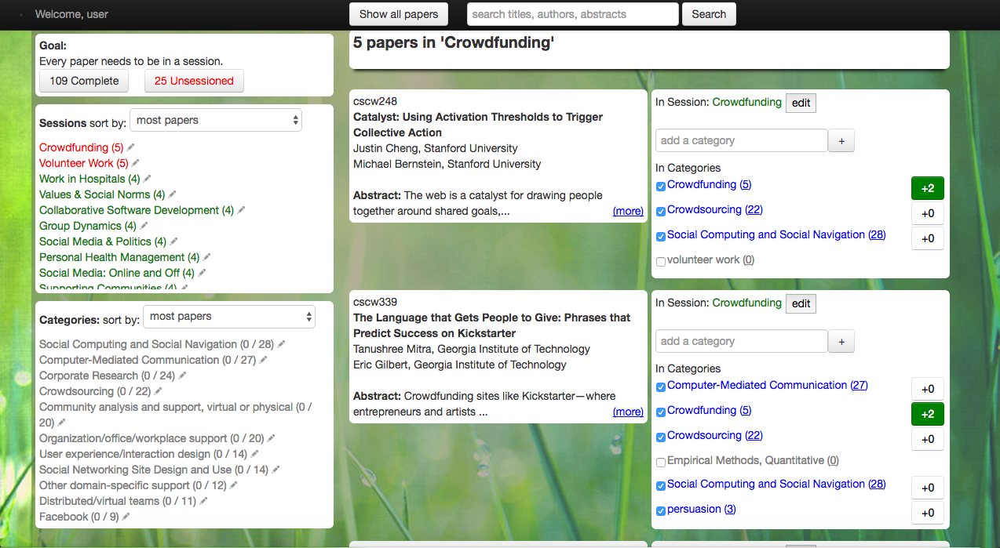 Welcome, user
Show all papers
search titles, authors, abstracts
Search
Goal:
Every paper needs to be in a session.
109 Complete
25 Unsessioned
Sessions sort by: most papers
Crowdfunding (5)
Volunteer Work (5)
Work in Hospitals (4)
Values & Social Norms (4)
Collaborative Software Development (4)
Group Dynamics (4)
Social Media & Politics (4)
Personal Health Management (4)
Social Media: Online and Off (4)
Supporting Communities (4)
Categories: sort by: most papers
Social Computing and Social Navigation (0 / 28)
Computer-Mediated Communication (0 / 27)
Corporate Research (0 / 24)
Crowdsourcing (0 / 22)
Community analysis and support, virtual or physical (0 /
20)
Organization/office/workplace support (0 / 20)
User experience/interaction design (0 / 14)
Social Networking Site Design and Use (0 / 14)
Other domain-specific support (0 / 12)
Distributed/virtual teams (0 / 11)
Facebook (0 / 9)
5 papers in 'Crowdfunding'
cscw248
Catalyst: Using Activation Thresholds to Trigger
Collective Action
Justin Cheng, Stanford University
Michael Bernstein, Stanford University
Abstract: The web is a catalyst for drawing people
together around shared goals,... (more)
In Session: Crowdfunding edit
add a category +
In Categories
Crowdfunding (5) +2
Crowdsourcing (22) +0
Social Computing and Social Navigation (28) +0
volunteer work (0)
cscw339
The Language that Gets People to Give: Phrases that
Predict Success on Kickstarter
Tanushree Mitra, Georgia Institute of Technology
Eric Gilbert, Georgia Institute of Technology
Abstract: Crowdfunding sites like Kickstarter—where
entrepreneurs and artists ... (more)
In Session: Crowdfunding edit
add a category +
In Categories
Computer-Mediated Communication (27) +0
Crowdfunding (5) +2
Crowdsourcing (22) +0
Empirical Methods, Quantitative (0)
Social Computing and Social Navigation (28) +0
persuasion (3) +0